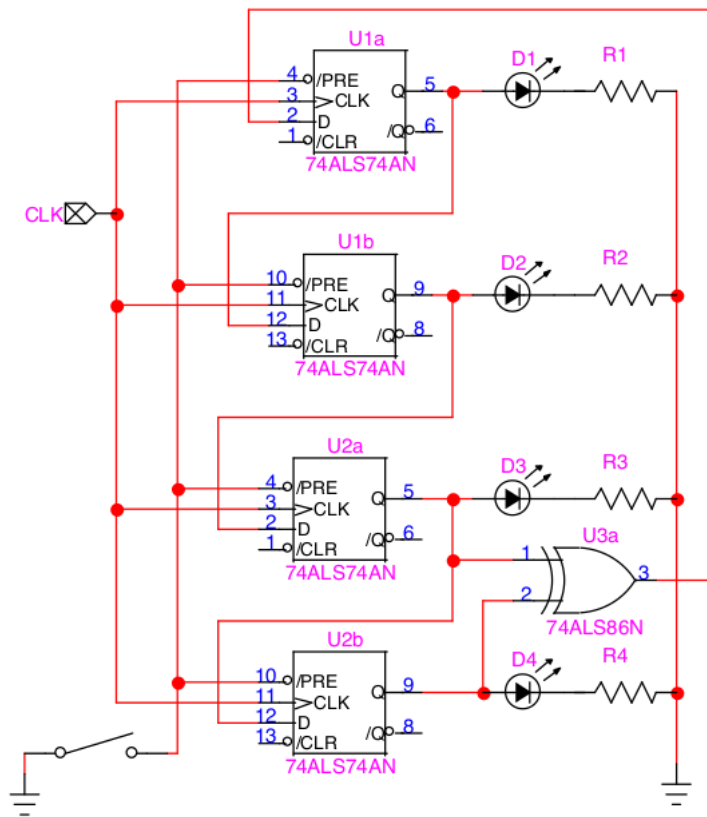 U1a
4 /PRE
3 CLK
2 D
1 /CLR
Q 5
/Q 6
74ALS74AN
D1
R1
CLK
U1b
10 /PRE
11 CLK
12 D
13 /CLR
Q 9
/Q 8
74ALS74AN
D2
R2
U2a
4 /PRE
3 CLK
2 D
1 /CLR
Q 5
/Q 6
74ALS74AN
D3
R3
U3a
1
2
3
74ALS86N
U2b
10 /PRE
11 CLK
12 D
13 /CLR
Q 9
/Q 8
74ALS74AN
D4
R4